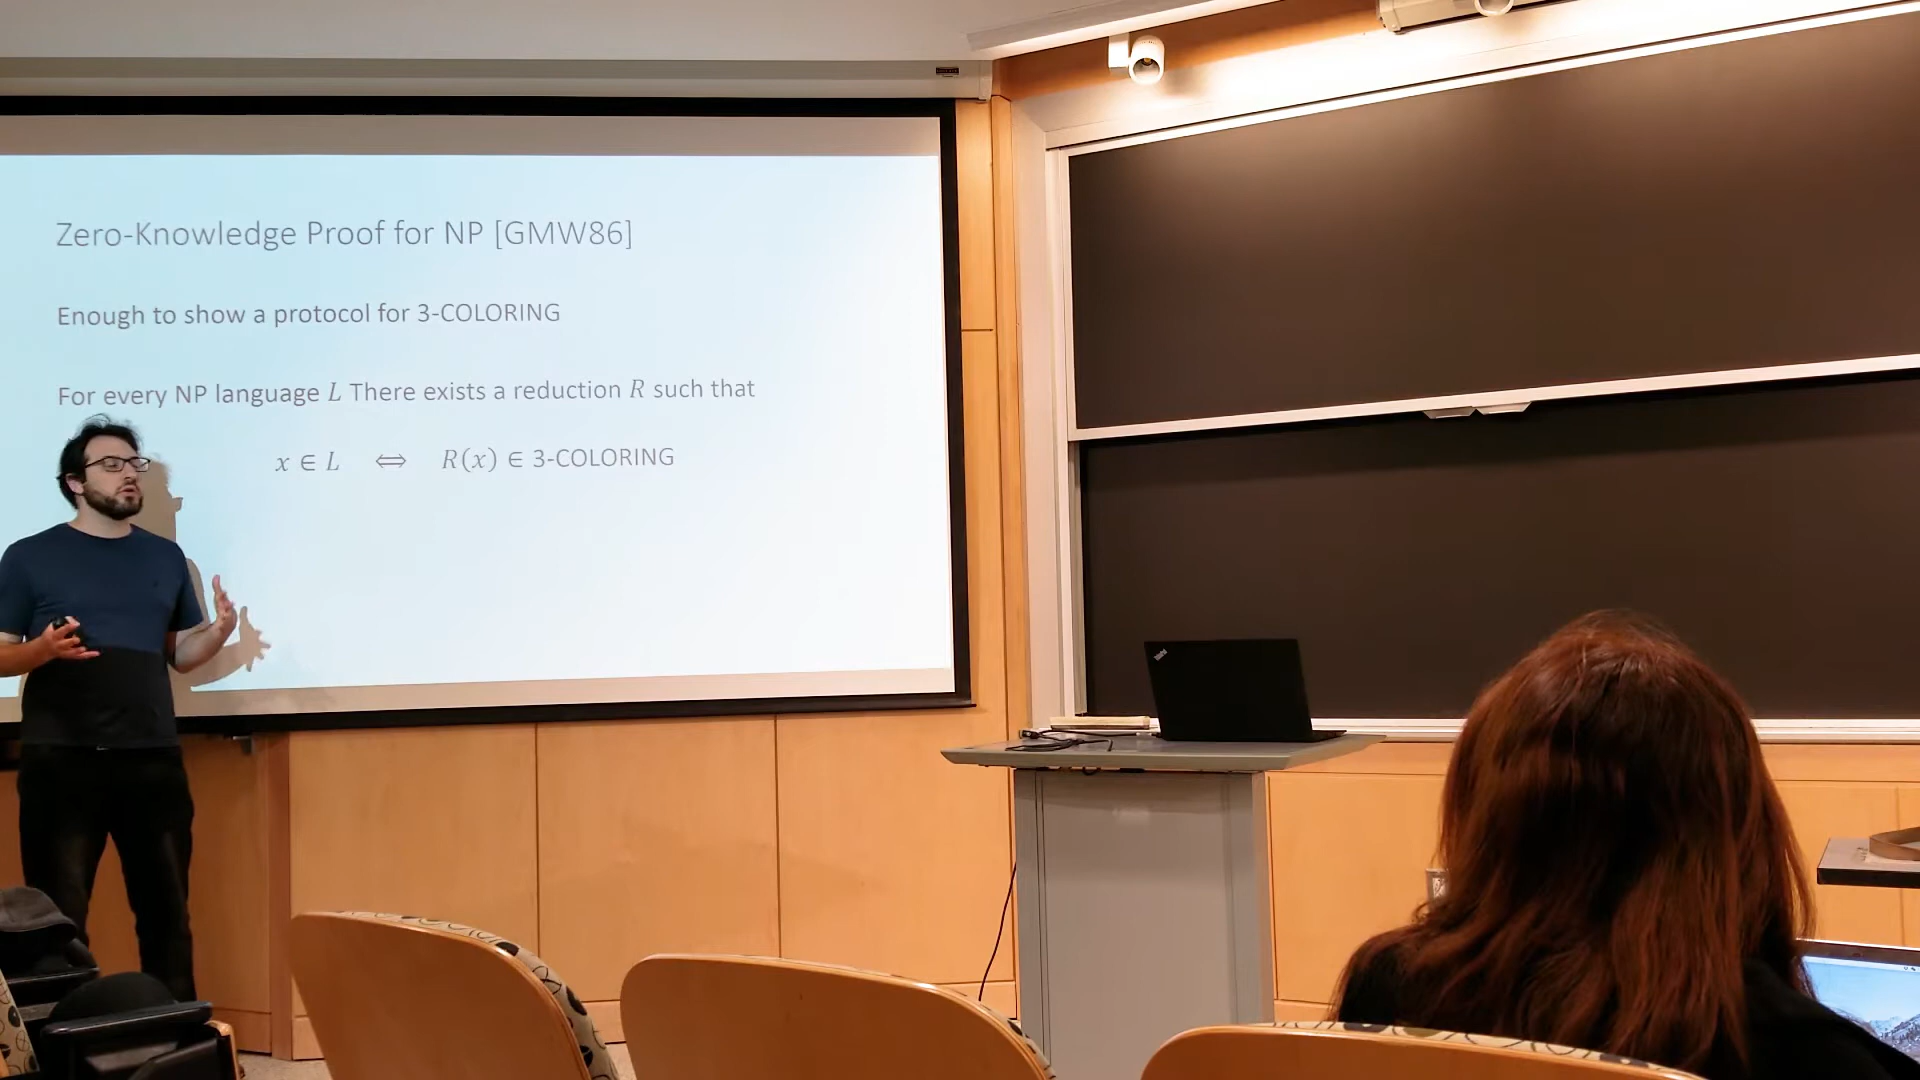 Zero-Knowledge Proof for NP [GMW86]
Enough to show a protocol for 3-COLORING
For every NP language L There exists a reduction R such that
x ∈ L ⇔ R(x) ∈ 3-COLORING
ThinkPad